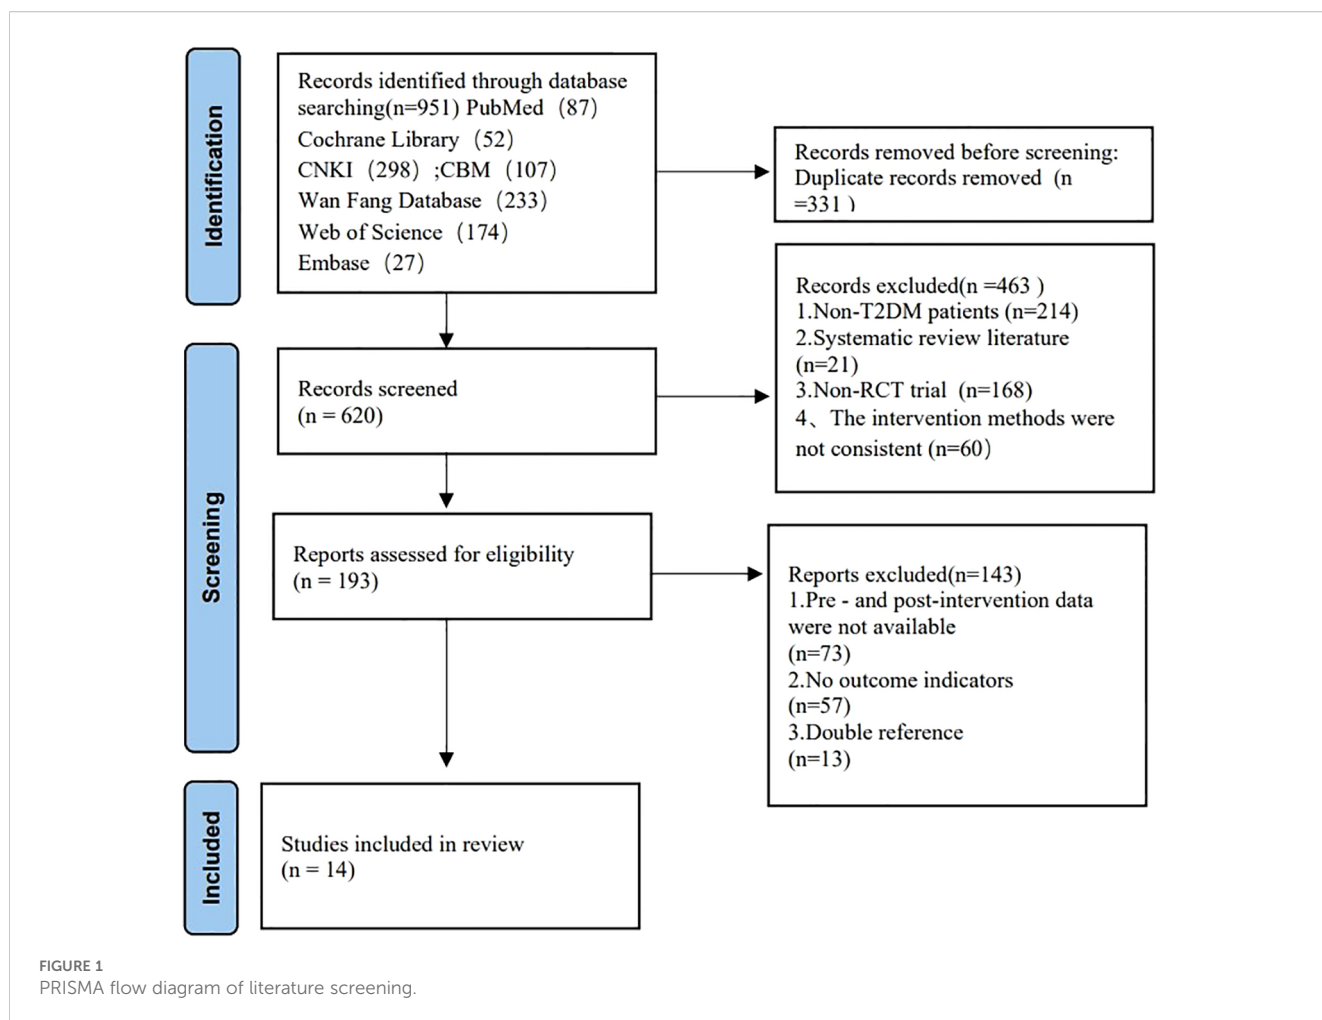 Identification
Records identified through database
searching(n=951) PubMed（87）
Cochrane Library（52）
CNKI（298）;CBM（107）
Wan Fang Database（233）
Web of Science（174）
Embase（27）
Records removed before screening:
Duplicate records removed（n
=331 )
Screening
Records screened
(n = 620)
Records excluded(n =463 )
1.Non-T2DM patients (n=214)
2.Systematic review literature
(n=21)
3.Non-RCT trial（n=168)
4、The intervention methods were
not consistent (n=60)
Reports assessed for eligibility
(n = 193)
Reports excluded(n=143)
1.Pre - and post-intervention data
were not available
(n=73)
2.No outcome indicators
(n=57)
3.Double reference
(n=13)
Included
Studies included in review
(n = 14)
FIGURE 1
PRISMA flow diagram of literature screening.